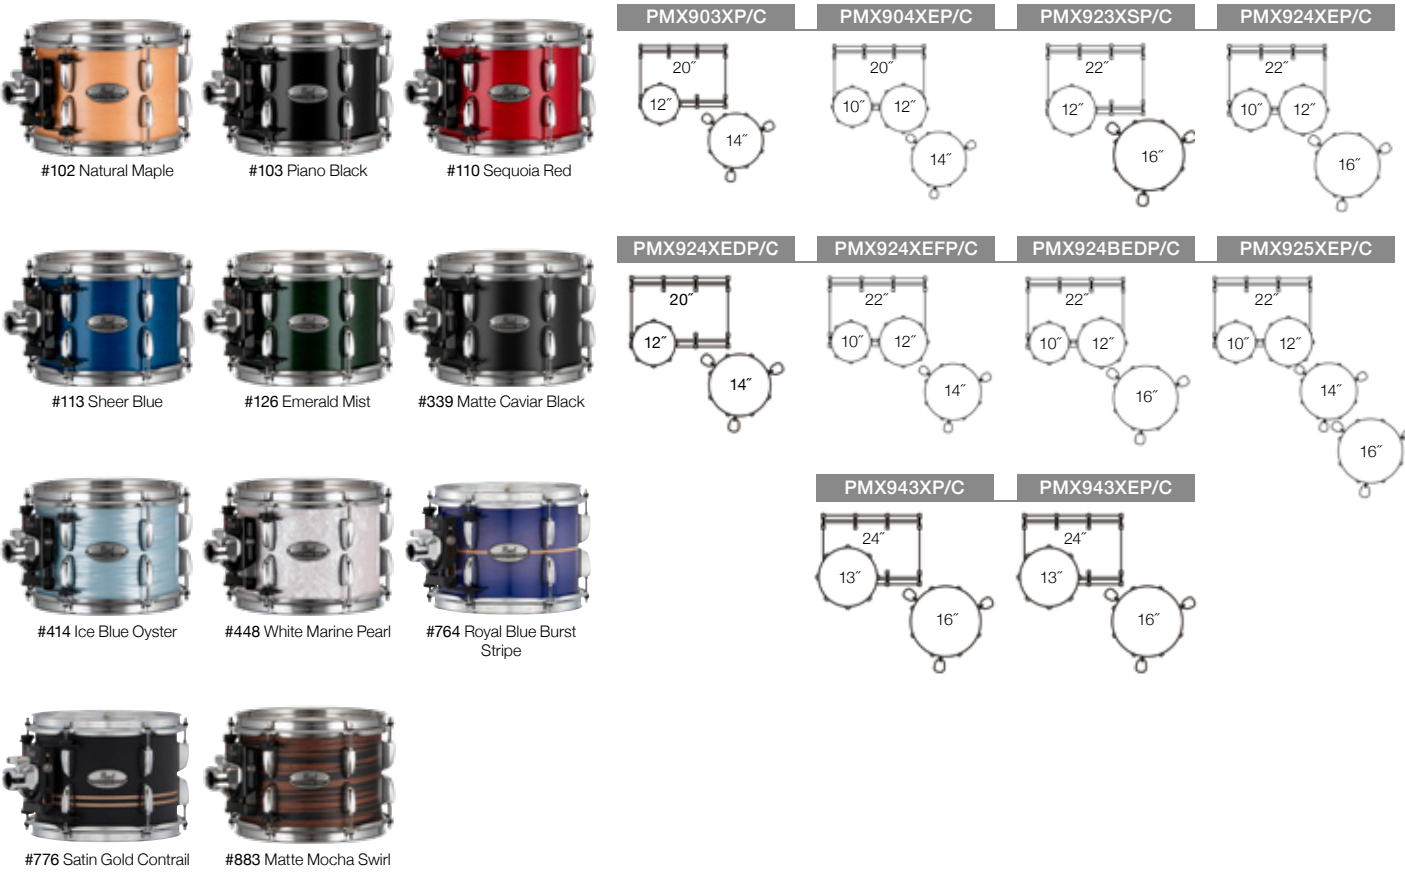 #102 Natural Maple
#103 Piano Black
#110 Sequoia Red
#113 Sheer Blue
#126 Emerald Mist
#339 Matte Caviar Black
#414 Ice Blue Oyster
#448 White Marine Pearl
#764 Royal Blue Burst
Stripe
#776 Satin Gold Contrail
#883 Matte Mocha Swirl
PMX903XP/C
20″
12″
14″
PMX904XEP/C
20″
10″
12″
14″
PMX923XSP/C
22″
12″
16″
PMX924XEP/C
22″
10″
12″
16″
PMX924XEDP/C
20″
12″
14″
PMX924XEFP/C
22″
10″
12″
14″
PMX924BEDP/C
22″
10″
12″
16″
PMX925XEP/C
22″
10″
12″
14″
16″
PMX943XP/C
24″
13″
16″
PMX943XEP/C
24″
13″
16″